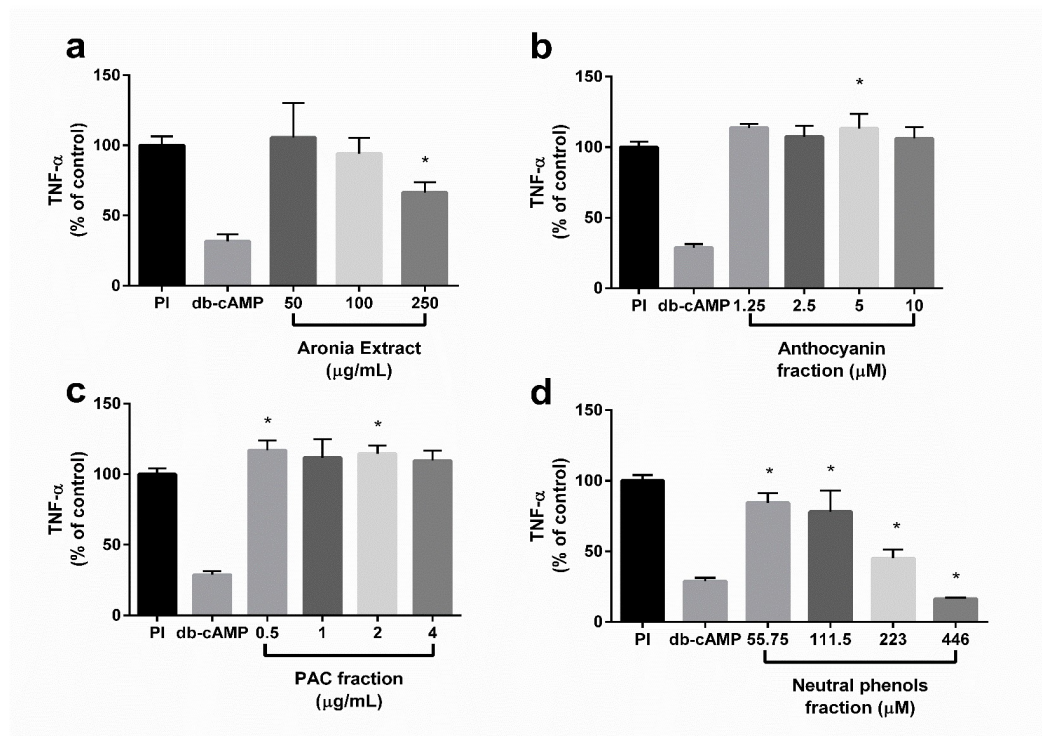 a
150
100
50
0
TNF-α
(% of control)
*
PI db-cAMP 50 100 250
Aronia Extract
(μg/mL)
b
150
100
50
0
TNF-α
(% of control)
*
PI db-cAMP 1.25 2.5 5 10
Anthocyanin
fraction (μM)
c
150
100
50
0
TNF-α
(% of control)
* *
PI db-cAMP 0.5 1 2 4
PAC fraction
(μg/mL)
d
150
100
50
0
TNF-α
(% of control)
* * * *
PI db-cAMP 55.75 111.5 223 446
Neutral phenols
fraction (μM)